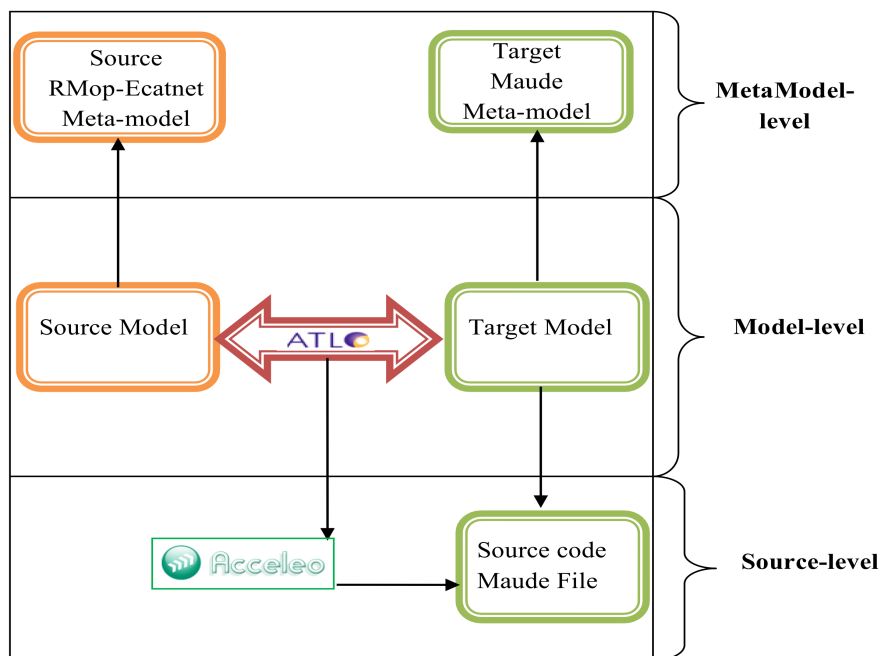 Source
RMop-Ecatnet
Meta-model
Target
Maude
Meta-model
MetaModel-
level
Source Model
ATL
Target Model
Model-level
Acceleo
Source code
Maude File
Source-level